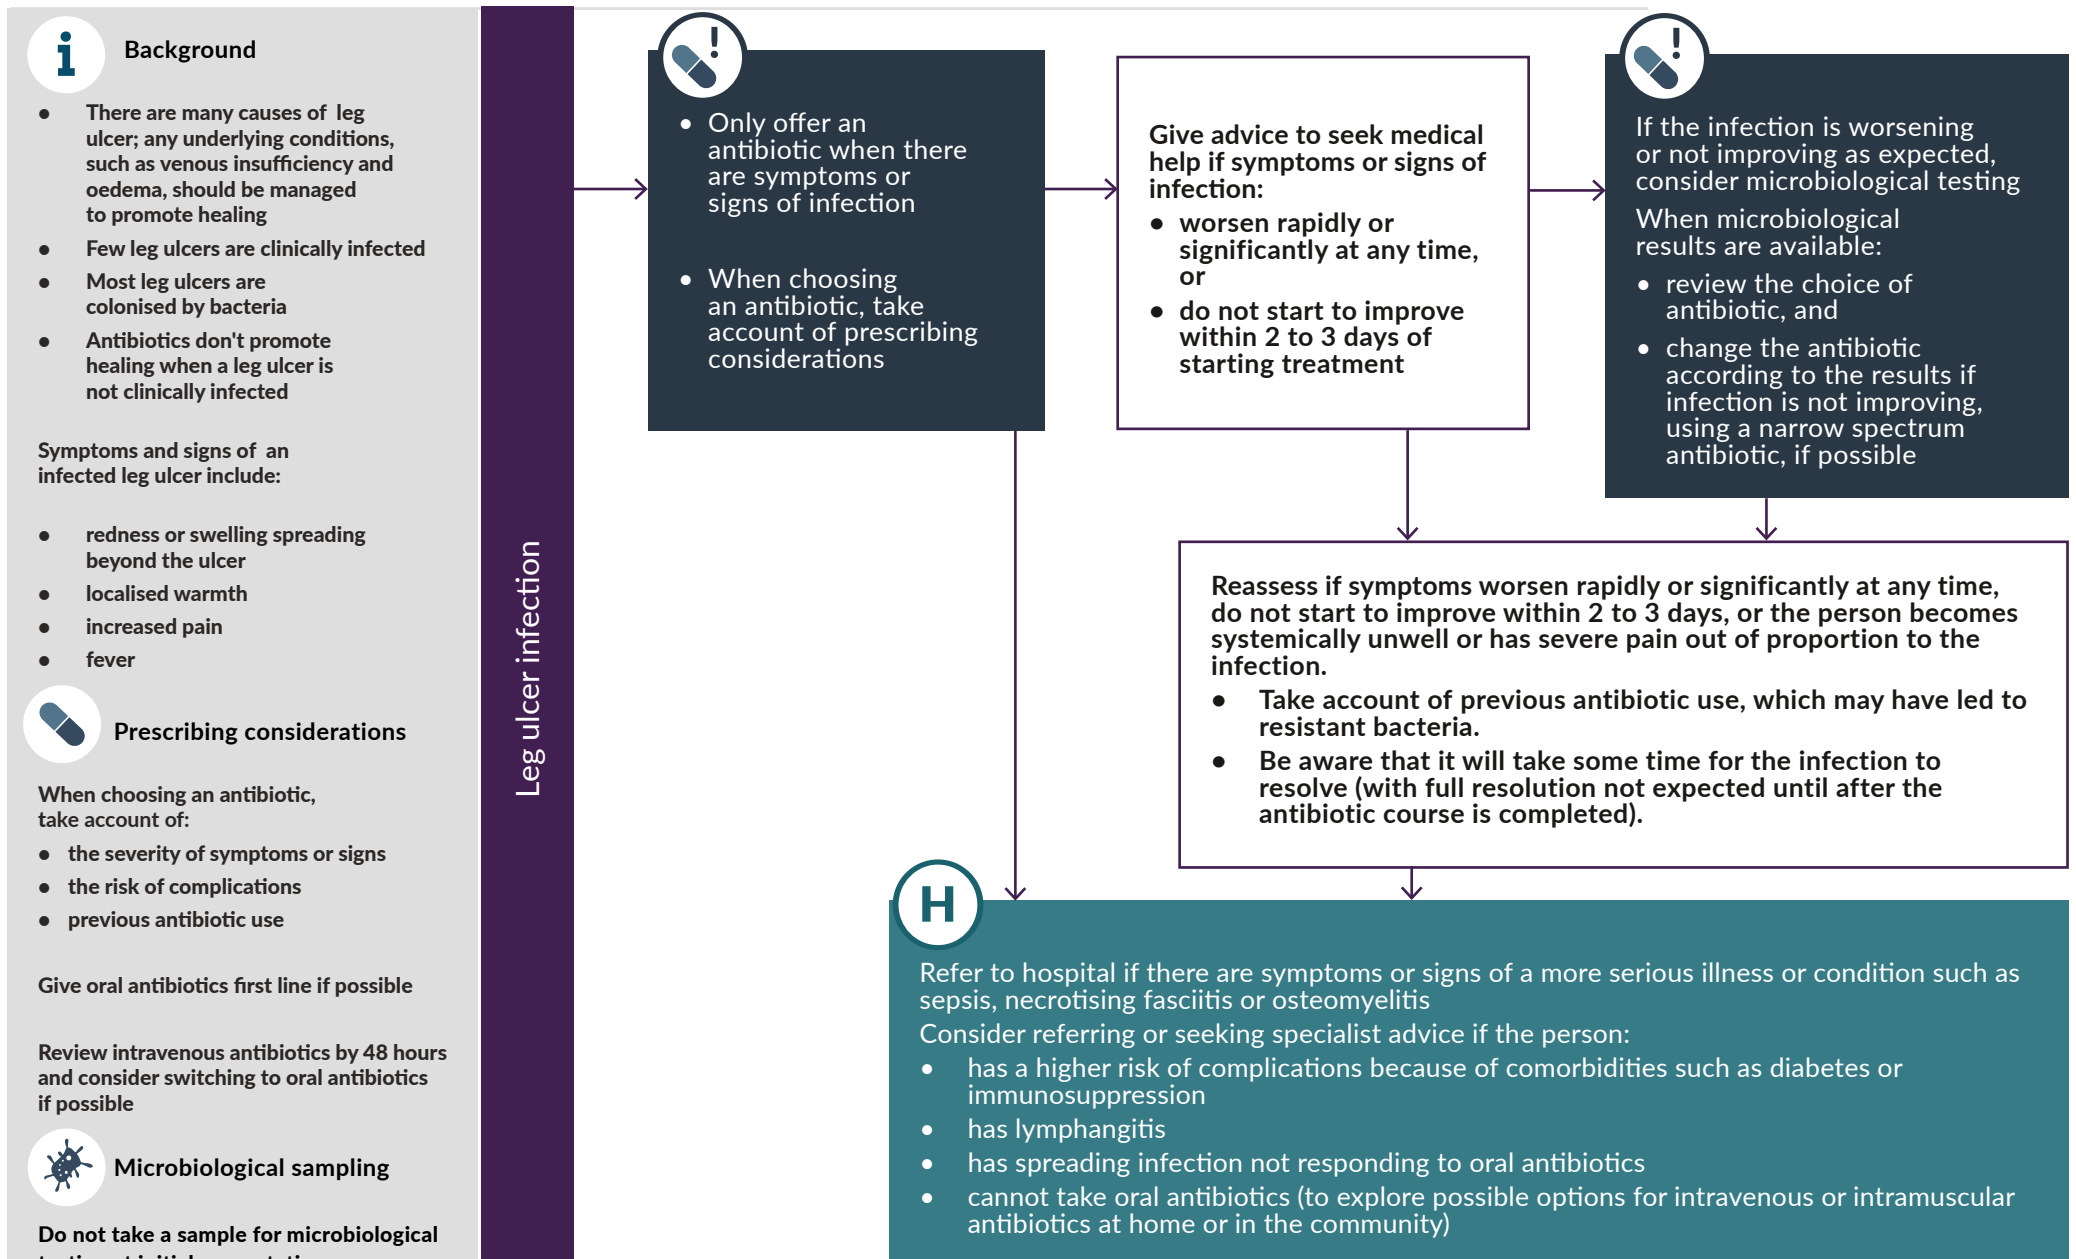 Background
● There are many causes of leg
ulcer; any underlying conditions,
such as venous insufficiency and
oedema, should be managed
to promote healing
● Few leg ulcers are clinically infected
● Most leg ulcers are
colonised by bacteria
● Antibiotics don't promote
healing when a leg ulcer is
not clinically infected
Symptoms and signs of an
infected leg ulcer include:
● redness or swelling spreading
beyond the ulcer
● localised warmth
● increased pain
● fever
Prescribing considerations
When choosing an antibiotic,
take account of:
● the severity of symptoms or signs
● the risk of complications
● previous antibiotic use
Give oral antibiotics first line if possible
Review intravenous antibiotics by 48 hours
and consider switching to oral antibiotics
if possible
Microbiological sampling
Do not take a sample for microbiological
Leg ulcer infection
• Only offer an
antibiotic when there
are symptoms or
signs of infection
• When choosing
an antibiotic, take
account of prescribing
considerations
Give advice to seek medical
help if symptoms or signs of
infection:
● worsen rapidly or
significantly at any time,
or
● do not start to improve
within 2 to 3 days of
starting treatment
If the infection is worsening
or not improving as expected,
consider microbiological testing
When microbiological
results are available:
• review the choice of
antibiotic, and
• change the antibiotic
according to the results if
infection is not improving,
using a narrow spectrum
antibiotic, if possible
Reassess if symptoms worsen rapidly or significantly at any time,
do not start to improve within 2 to 3 days, or the person becomes
systemically unwell or has severe pain out of proportion to the
infection.
● Take account of previous antibiotic use, which may have led to
resistant bacteria.
● Be aware that it will take some time for the infection to
resolve (with full resolution not expected until after the
antibiotic course is completed).
H
Refer to hospital if there are symptoms or signs of a more serious illness or condition such as
sepsis, necrotising fasciitis or osteomyelitis
Consider referring or seeking specialist advice if the person:
• has a higher risk of complications because of comorbidities such as diabetes or
immunosuppression
• has lymphangitis
• has spreading infection not responding to oral antibiotics
• cannot take oral antibiotics (to explore possible options for intravenous or intramuscular
antibiotics at home or in the community)